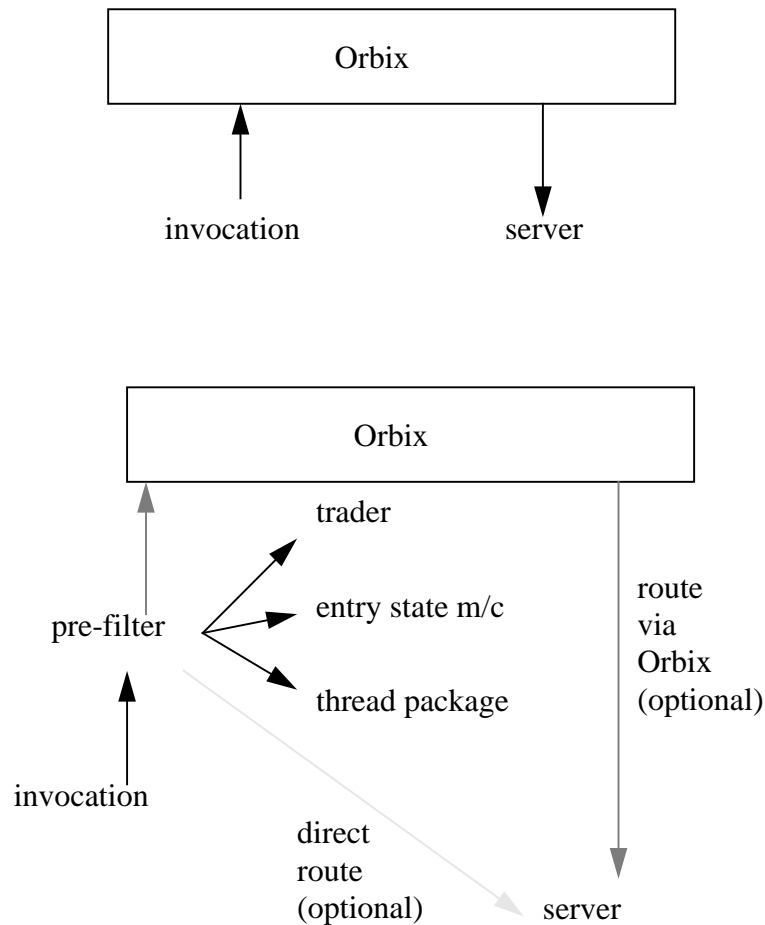 Orbix
invocation
server
Orbix
trader
entry state m/c
pre-filter
thread package
route
via
Orbix
(optional)
invocation
direct
route
(optional)
server